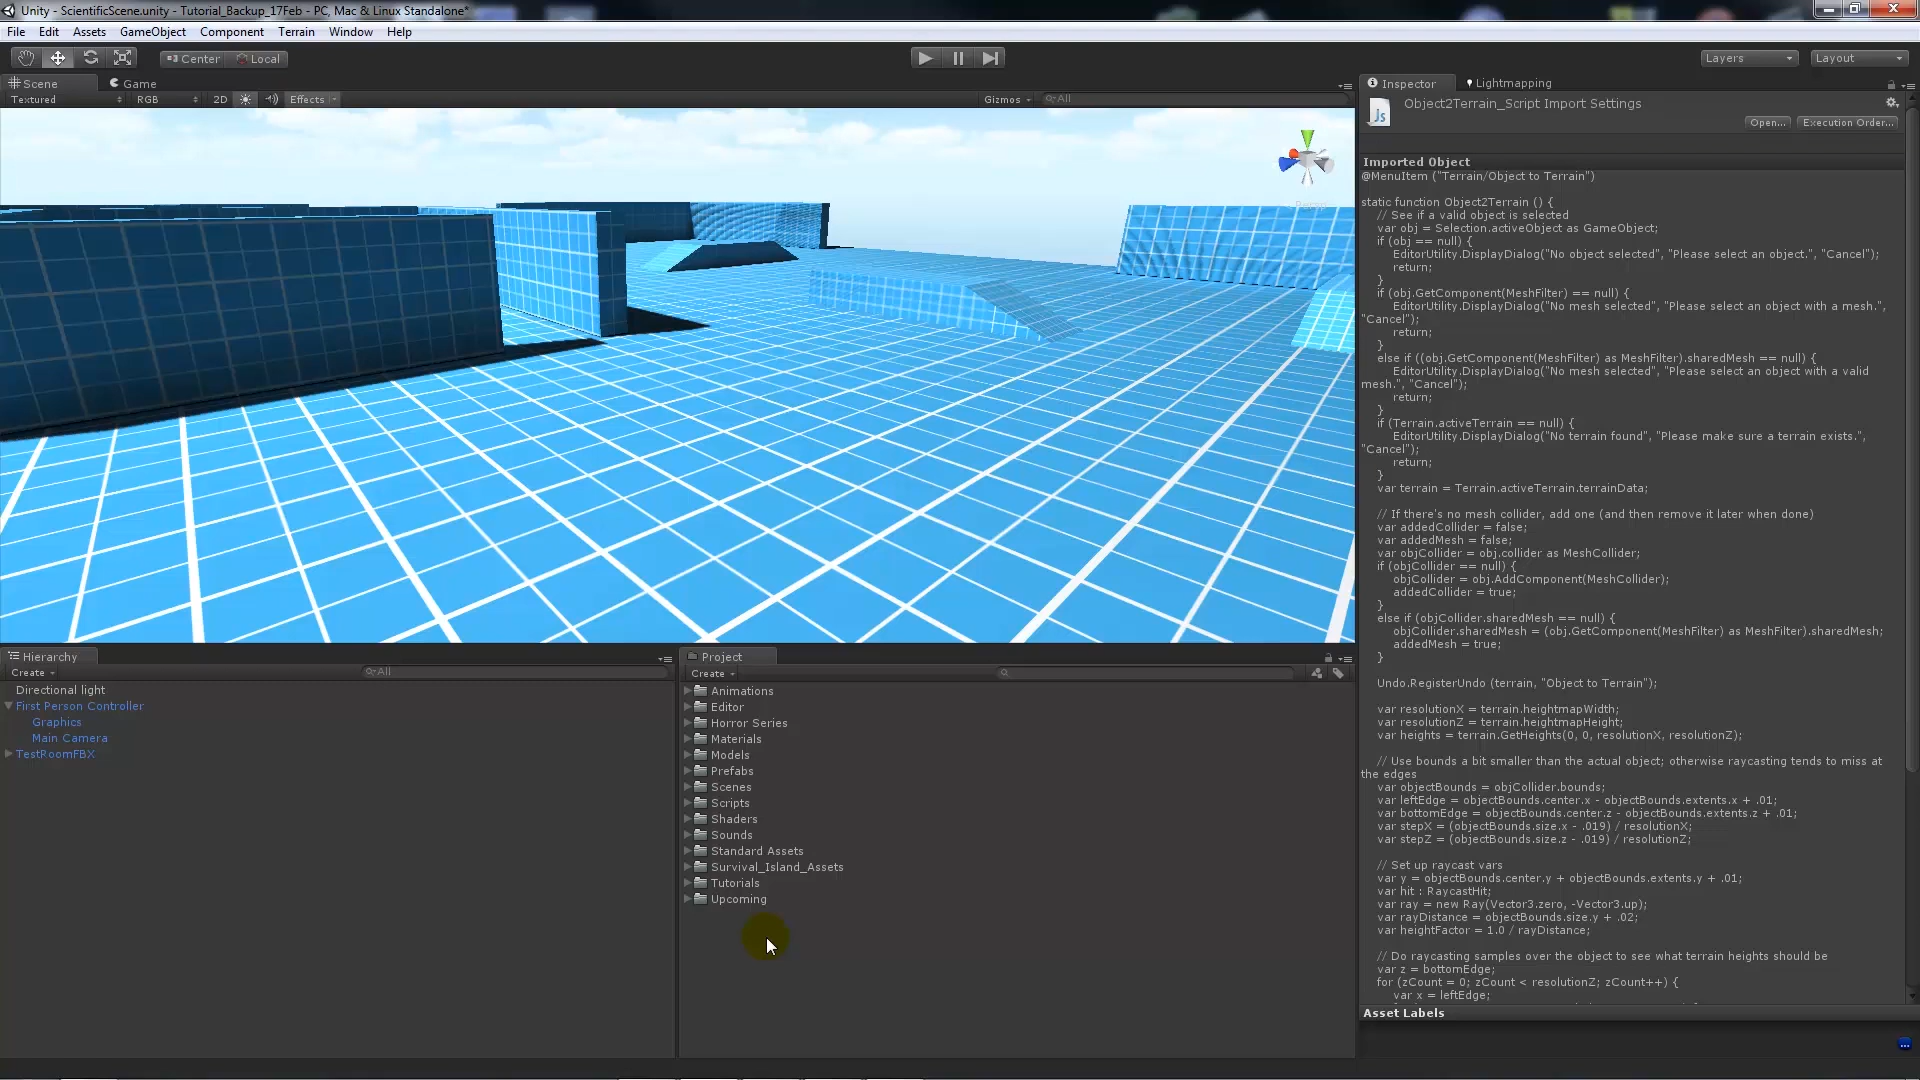 Unity - ScientificScene.unity - Tutorial_Backup_17Feb - PC, Mac & Linux Standalone*
File Edit Assets GameObject Component Terrain Window Help
Center Local Layers Layout
Scene Game
Textured RGB 2D Effects Gizmos All
Persp
Hierarchy
Create All
Directional light
First Person Controller
Graphics
Main Camera
TestRoomFBX
Project
Create
Animations
Editor
Horror Series
Materials
Models
Prefabs
Scenes
Scripts
Shaders
Sounds
Standard Assets
Survival_Island_Assets
Tutorials
Upcoming
Inspector Lightmapping
Object2Terrain_Script Import Settings
Js
Open... Execution Order...
Imported Object
@MenuItem ("Terrain/Object to Terrain")
static function Object2Terrain () {
// See if a valid object is selected
var obj = Selection.activeObject as GameObject;
if (obj == null) {
EditorUtility.DisplayDialog("No object selected", "Please select an object.", "Cancel");
return;
}
if (obj.GetComponent(MeshFilter) == null) {
EditorUtility.DisplayDialog("No mesh selected", "Please select an object with a mesh.",
"Cancel");
return;
}
else if ((obj.GetComponent(MeshFilter) as MeshFilter).sharedMesh == null) {
EditorUtility.DisplayDialog("No mesh selected", "Please select an object with a valid
mesh.", "Cancel");
return;
}
if (Terrain.activeTerrain == null) {
EditorUtility.DisplayDialog("No terrain found", "Please make sure a terrain exists.",
"Cancel");
return;
}
var terrain = Terrain.activeTerrain.terrainData;
// If there's no mesh collider, add one (and then remove it later when done)
var addedCollider = false;
var addedMesh = false;
var objCollider = obj.collider as MeshCollider;
if (objCollider == null) {
objCollider = obj.AddComponent(MeshCollider);
addedCollider = true;
}
else if (objCollider.sharedMesh == null) {
objCollider.sharedMesh = (obj.GetComponent(MeshFilter) as MeshFilter).sharedMesh;
addedMesh = true;
}
Undo.RegisterUndo (terrain, "Object to Terrain");
var resolutionX = terrain.heightmapWidth;
var resolutionZ = terrain.heightmapHeight;
var heights = terrain.GetHeights(0, 0, resolutionX, resolutionZ);
// Use bounds a bit smaller than the actual object; otherwise raycasting tends to miss at
the edges
var objectBounds = objCollider.bounds;
var leftEdge = objectBounds.center.x - objectBounds.extents.x + .01;
var bottomEdge = objectBounds.center.z - objectBounds.extents.z + .01;
var stepX = (objectBounds.size.x - .019) / resolutionX;
var stepZ = (objectBounds.size.z - .019) / resolutionZ;
// Set up raycast vars
var y = objectBounds.center.y + objectBounds.extents.y + .01;
var hit : RaycastHit;
var ray = new Ray(Vector3.zero, -Vector3.up);
var rayDistance = objectBounds.size.y + .02;
var heightFactor = 1.0 / rayDistance;
// Do raycasting samples over the object to see what terrain heights should be
var z = bottomEdge;
for (zCount = 0; zCount < resolutionZ; zCount++) {
var x = leftEdge;
Asset Labels